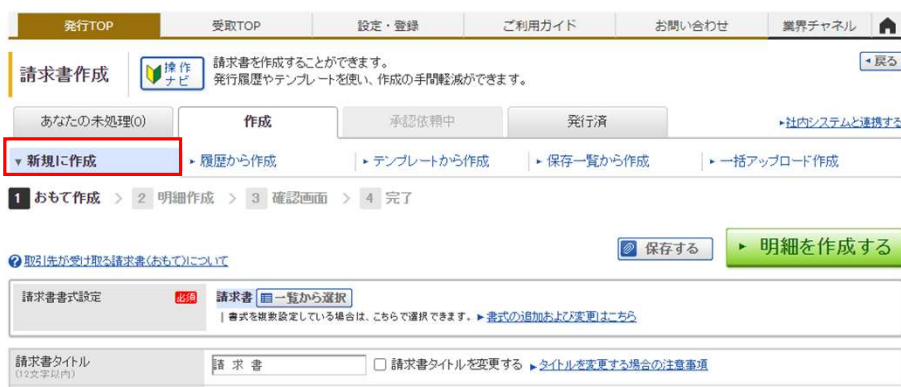 発行TOP 受取TOP 設定・登録 ご利用ガイド お問い合わせ 業界チャネル
請求書作成 操作ナビ 請求書を作成することができます。
発行履歴やテンプレートを使い、作成の手間軽減ができます。
戻る
あなたの未処理(0) 作成 承認依頼中 発行済 社内システムと連携する
新規に作成 履歴から作成 テンプレートから作成 保存一覧から作成 一括アップロード作成
1 おもて作成 > 2 明細作成 > 3 確認画面 > 4 完了
保存する 明細を作成する
取引先が受け取る請求書(おもて)について
請求書書式設定 必須 請求書 一覧から選択
| 書式を複数設定している場合は、こちらで選択できます。 書式の追加および変更はこちら
請求書タイトル 請 求 書 請求書タイトルを変更する タイトルを変更する場合の注意事項
(12文字以内)